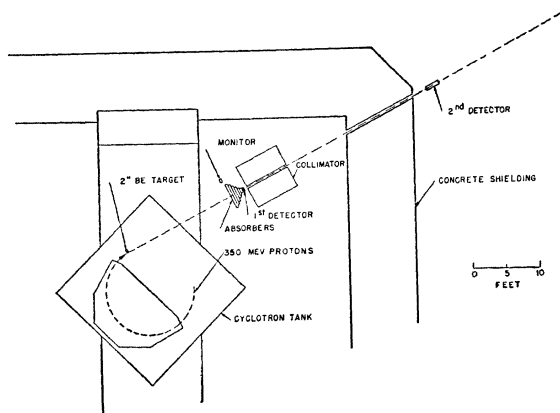 2nd DETECTOR
MONITOR
COLLIMATOR
2" BE TARGET
CONCRETE SHIELDING
1st DETECTOR
ABSORBERS
350 MEV PROTONS
0 5 10
FEET
CYCLOTRON TANK